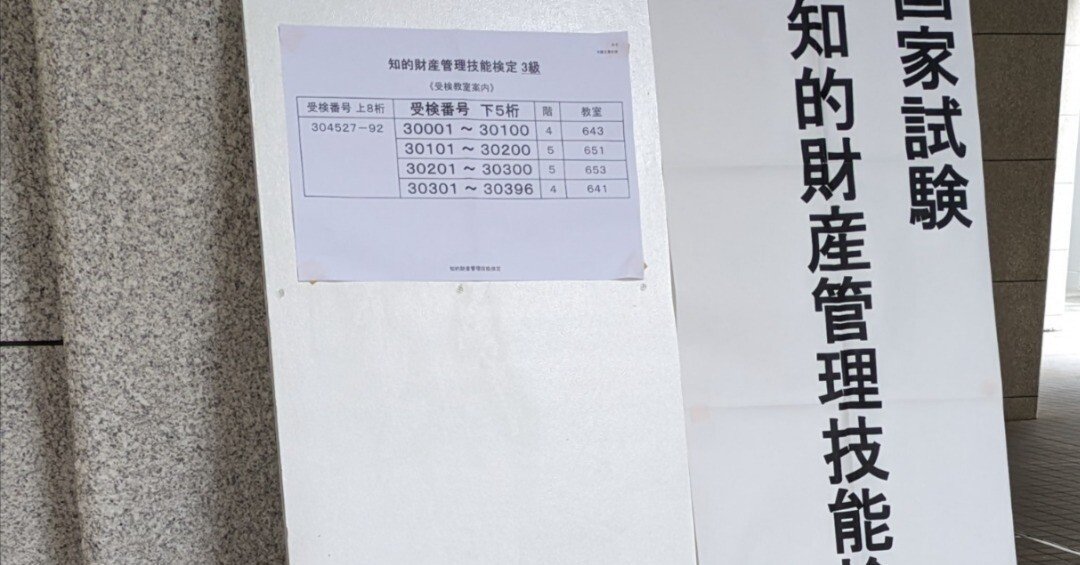 知的財産管理技能検定 3級
《受検教室案内》
受検番号 上8桁 受検番号 下5桁 階 教室
304527-92 30001 ～ 30100 4 643
30101 ～ 30200 5 651
30201 ～ 30300 5 653
30301 ～ 30396 4 641
知的財産管理技能検定
国家試験
知的財産管理技能検